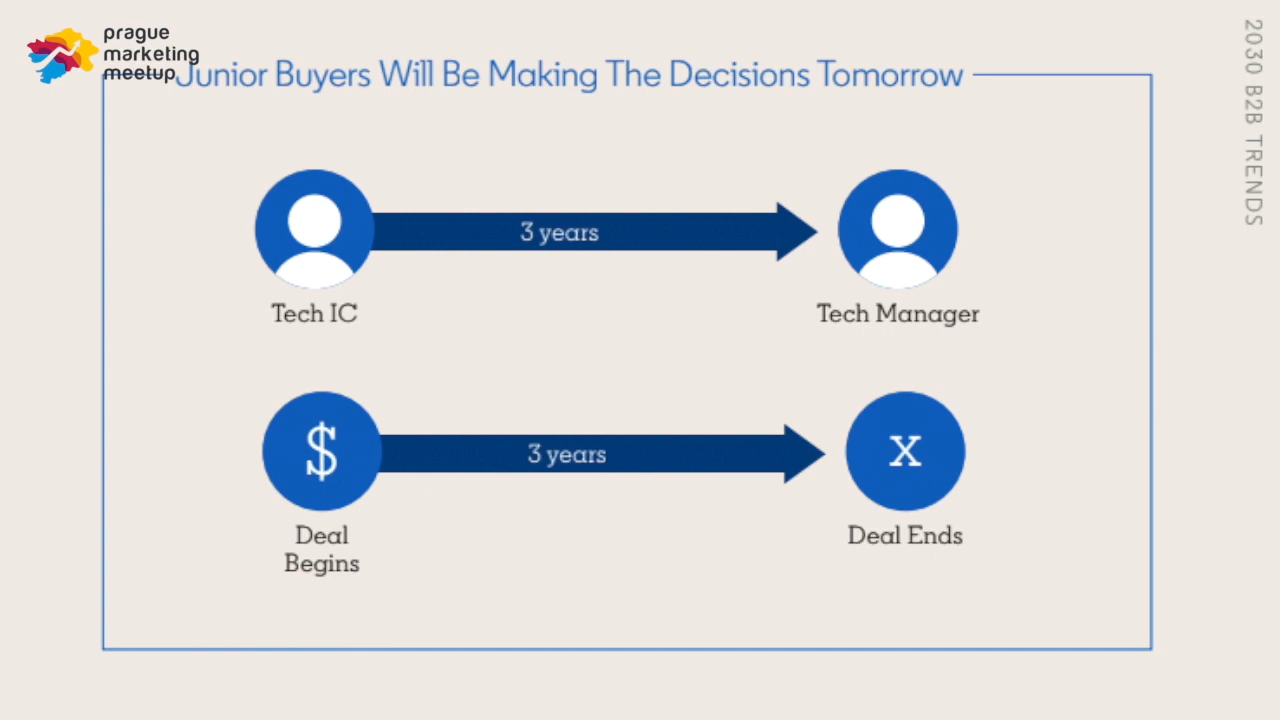 prague
marketing
meetup
Junior Buyers Will Be Making The Decisions Tomorrow
2030 B2B TRENDS
3 years
Tech IC
Tech Manager
$
3 years
x
Deal
Begins
Deal Ends